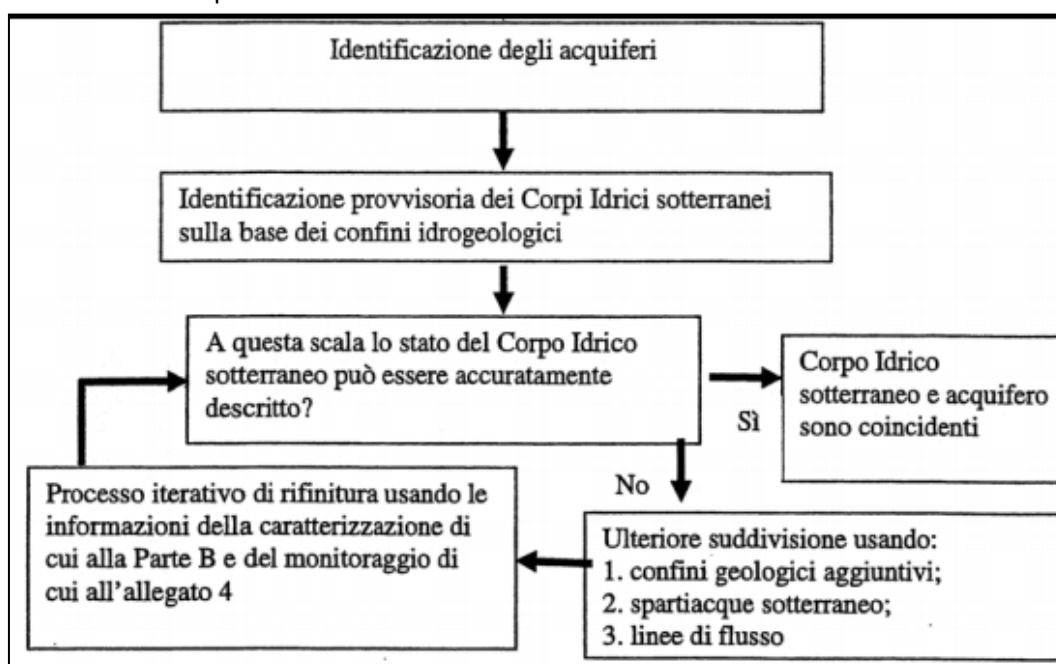 Identificazione degli acquiferi
Identificazione provvisoria dei Corpi Idrici sotterranei
sulla base dei confini idrogeologici
A questa scala lo stato del Corpo Idrico
sotterraneo può essere accuratamente
descritto?
Sì
Corpo Idrico
sotterraneo e acquifero
sono coincidenti
No
Ulteriore suddivisione usando:
1. confini geologici aggiuntivi;
2. spartiacque sotterraneo;
3. linee di flusso
Processo iterativo di rifinitura usando le
informazioni della caratterizzazione di
cui alla Parte B e del monitoraggio di
cui all'allegato 4